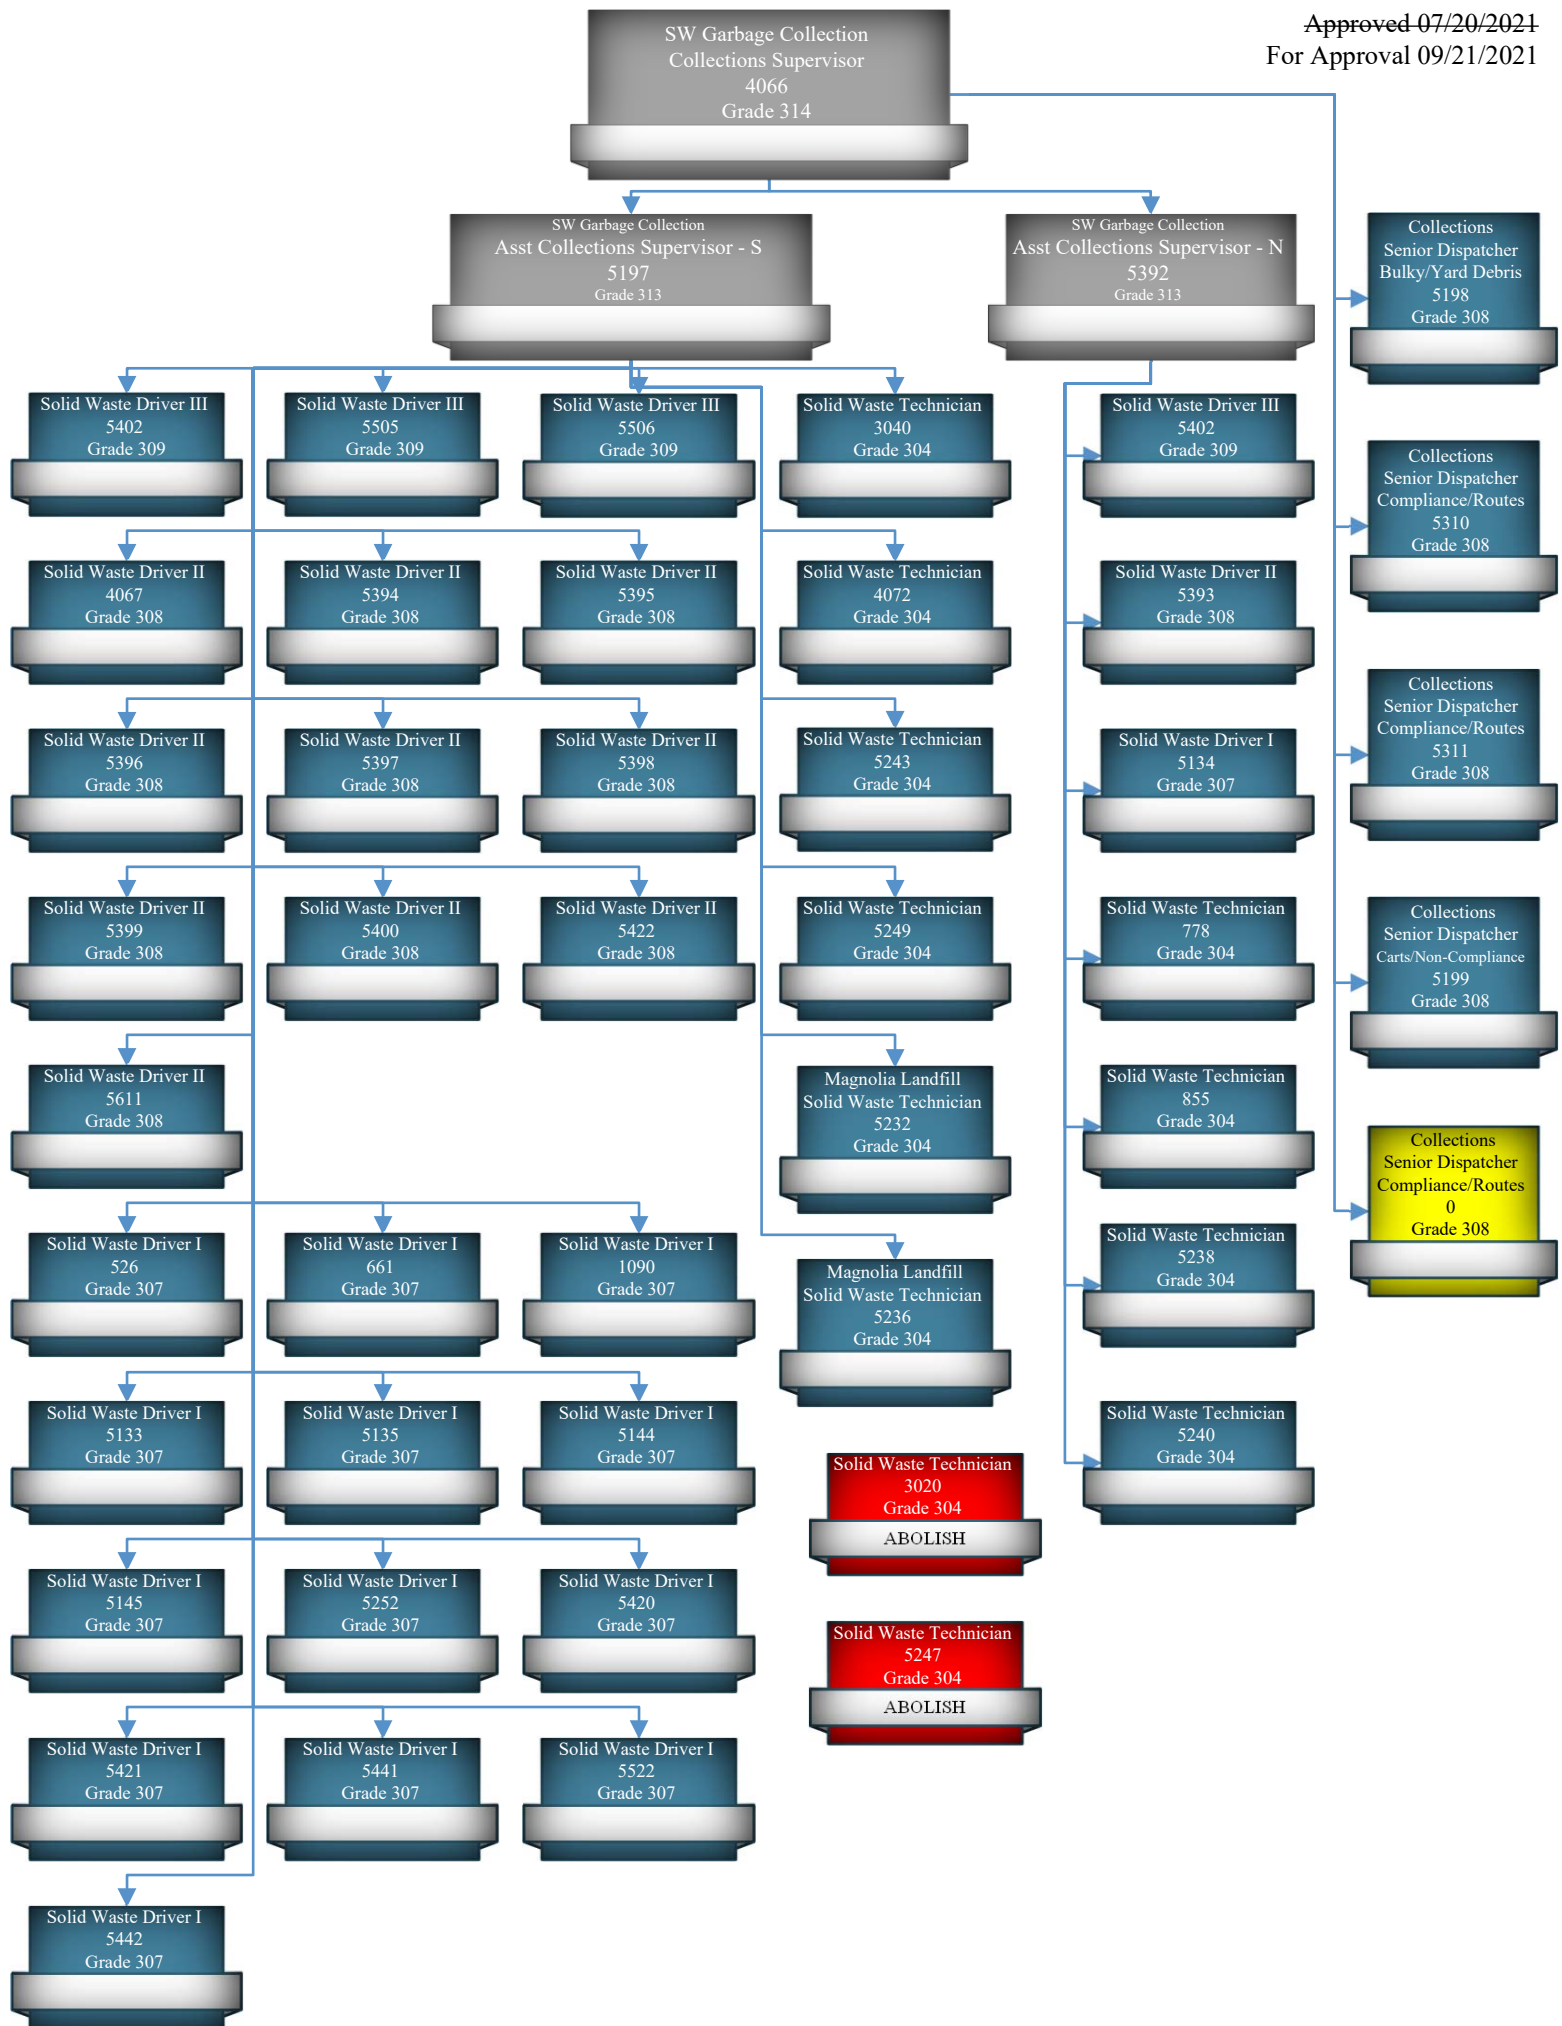 Approved 07/20/2021
For Approval 09/21/2021
SW Garbage Collection
Collections Supervisor
4066
Grade 314
SW Garbage Collection
Asst Collections Supervisor - S
5197
Grade 313
SW Garbage Collection
Asst Collections Supervisor - N
5392
Grade 313
Collections
Senior Dispatcher
Bulky/Yard Debris
5198
Grade 308
Solid Waste Driver III
5402
Grade 309
Solid Waste Driver III
5505
Grade 309
Solid Waste Driver III
5506
Grade 309
Solid Waste Technician
3040
Grade 304
Solid Waste Driver III
5402
Grade 309
Collections
Senior Dispatcher
Compliance/Routes
5310
Grade 308
Solid Waste Driver II
4067
Grade 308
Solid Waste Driver II
5394
Grade 308
Solid Waste Driver II
5395
Grade 308
Solid Waste Technician
4072
Grade 304
Solid Waste Driver II
5393
Grade 308
Collections
Senior Dispatcher
Compliance/Routes
5311
Grade 308
Solid Waste Driver II
5396
Grade 308
Solid Waste Driver II
5397
Grade 308
Solid Waste Driver II
5398
Grade 308
Solid Waste Technician
5243
Grade 304
Solid Waste Driver I
5134
Grade 307
Solid Waste Driver II
5399
Grade 308
Solid Waste Driver II
5400
Grade 308
Solid Waste Driver II
5422
Grade 308
Solid Waste Technician
5249
Grade 304
Solid Waste Technician
778
Grade 304
Collections
Senior Dispatcher
Carts/Non-Compliance
5199
Grade 308
Solid Waste Driver II
5611
Grade 308
Magnolia Landfill
Solid Waste Technician
5232
Grade 304
Solid Waste Technician
855
Grade 304
Collections
Senior Dispatcher
Compliance/Routes
0
Grade 308
Solid Waste Driver I
526
Grade 307
Solid Waste Driver I
661
Grade 307
Solid Waste Driver I
1090
Grade 307
Magnolia Landfill
Solid Waste Technician
5236
Grade 304
Solid Waste Technician
5238
Grade 304
Solid Waste Driver I
5133
Grade 307
Solid Waste Driver I
5135
Grade 307
Solid Waste Driver I
5144
Grade 307
Solid Waste Technician
3020
Grade 304
ABOLISH
Solid Waste Technician
5240
Grade 304
Solid Waste Driver I
5145
Grade 307
Solid Waste Driver I
5252
Grade 307
Solid Waste Driver I
5420
Grade 307
Solid Waste Technician
5247
Grade 304
ABOLISH
Solid Waste Driver I
5421
Grade 307
Solid Waste Driver I
5441
Grade 307
Solid Waste Driver I
5522
Grade 307
Solid Waste Driver I
5442
Grade 307